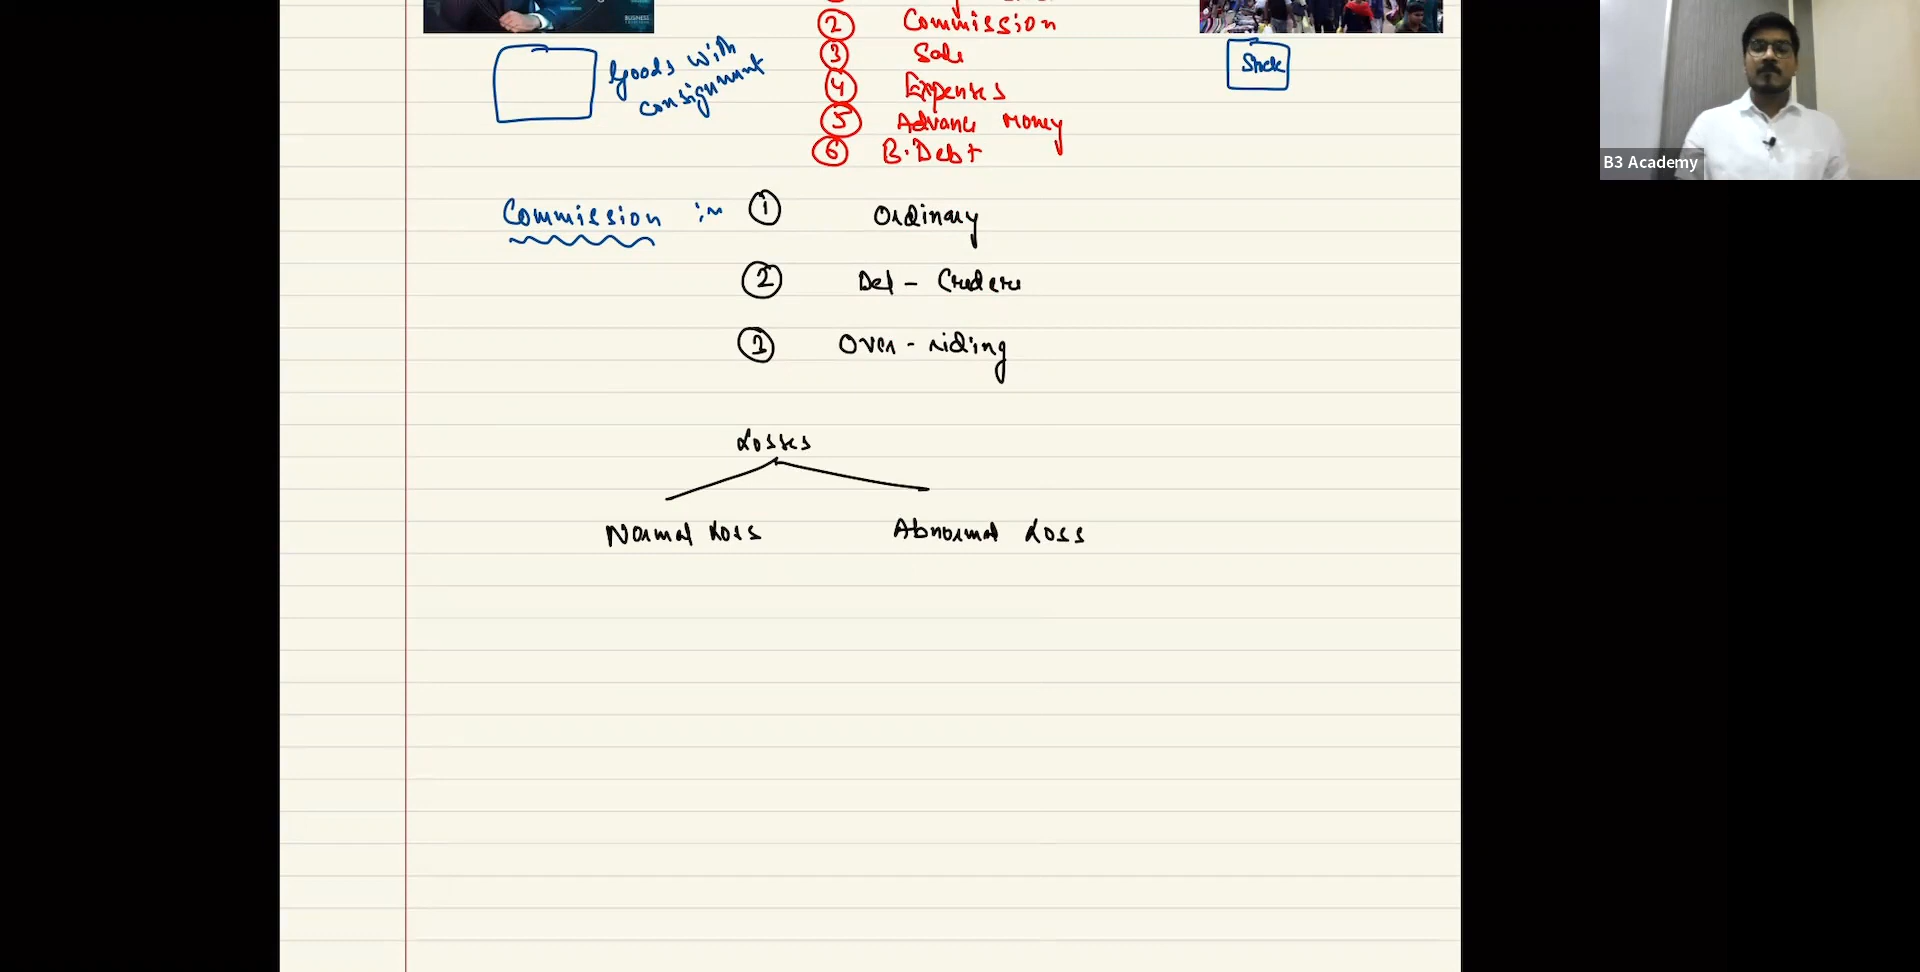 BUSINESS
② Commission
③ Sale
④ Expenses
⑤ Advance Money
⑥ B.Debt
Goods with
consignment
Stock
B3 Academy
Commission :~ ① Ordinary
② Del - Credere
③ Over - riding
Losses
Normal Loss Abnormal Loss